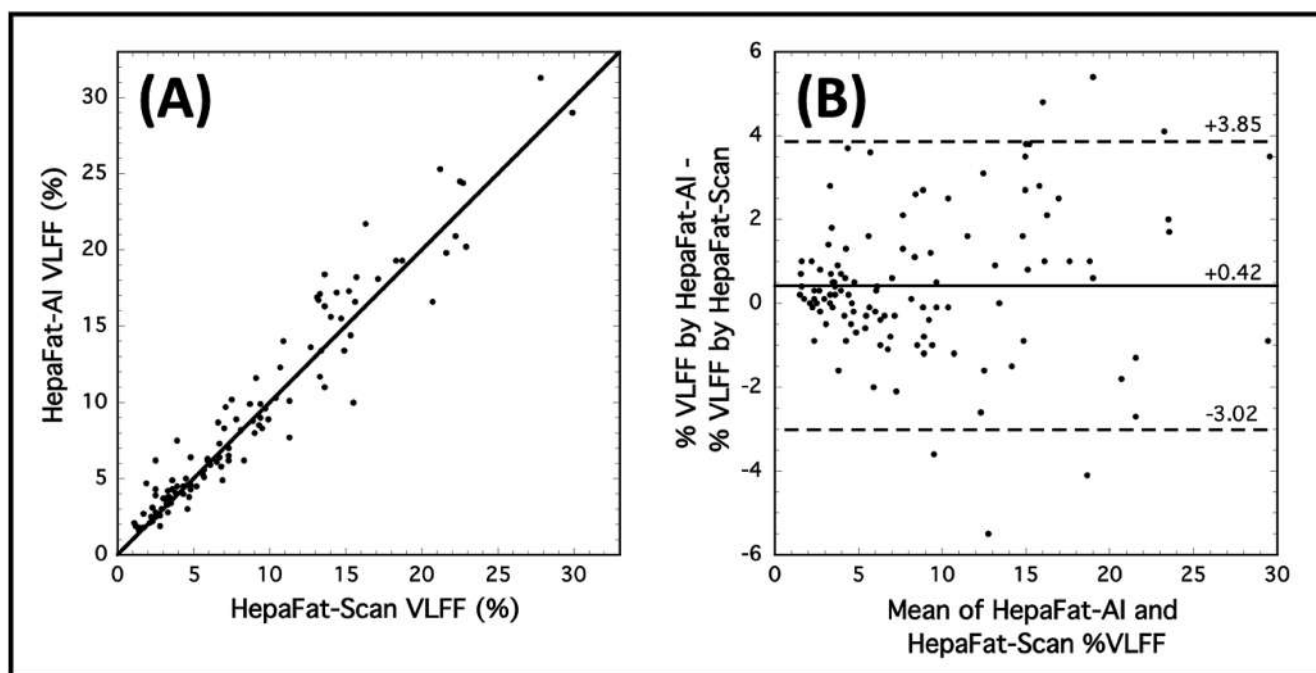 (A)
HepaFat-AI VLFF (%)
30
25
20
15
10
5
0
0 5 10 15 20 25 30
HepaFat-Scan VLFF (%)
(B)
% VLFF by HepaFat-AI -
% VLFF by HepaFat-Scan
6
4
2
0
-2
-4
-6
+3.85
+0.42
-3.02
0 5 10 15 20 25 30
Mean of HepaFat-AI and
HepaFat-Scan %VLFF